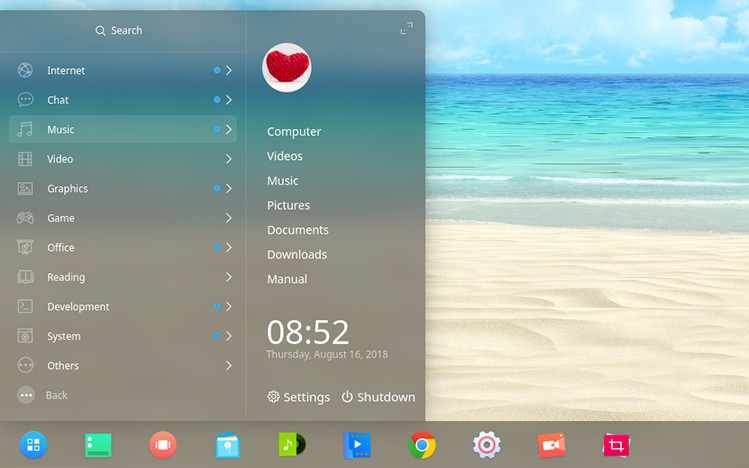 Search
Internet
Chat
Music
Video
Graphics
Game
Office
Reading
Development
System
Others
Back
Computer
Videos
Music
Pictures
Documents
Downloads
Manual
08:52
Thursday, August 16, 2018
Settings
Shutdown